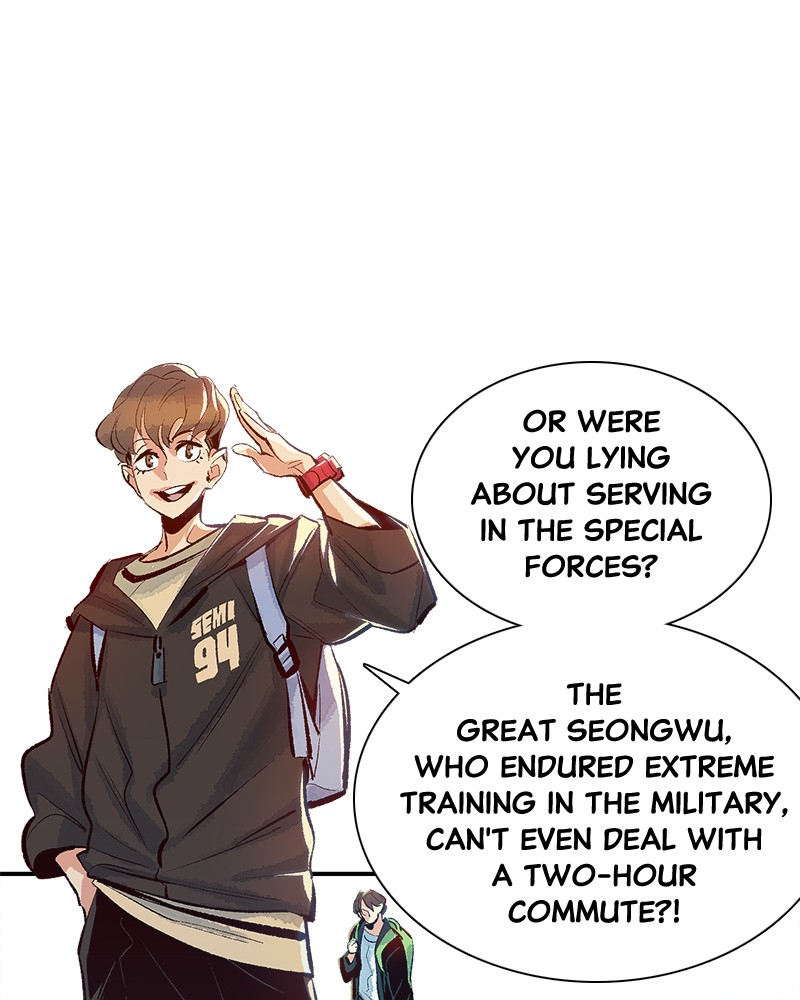 OR WERE
YOU LYING
ABOUT SERVING
IN THE SPECIAL
FORCES?
SEMI
94
THE
GREAT SEONGWU,
WHO ENDURED EXTREME
TRAINING IN THE MILITARY,
CAN'T EVEN DEAL WITH
A TWO-HOUR
COMMUTE?!